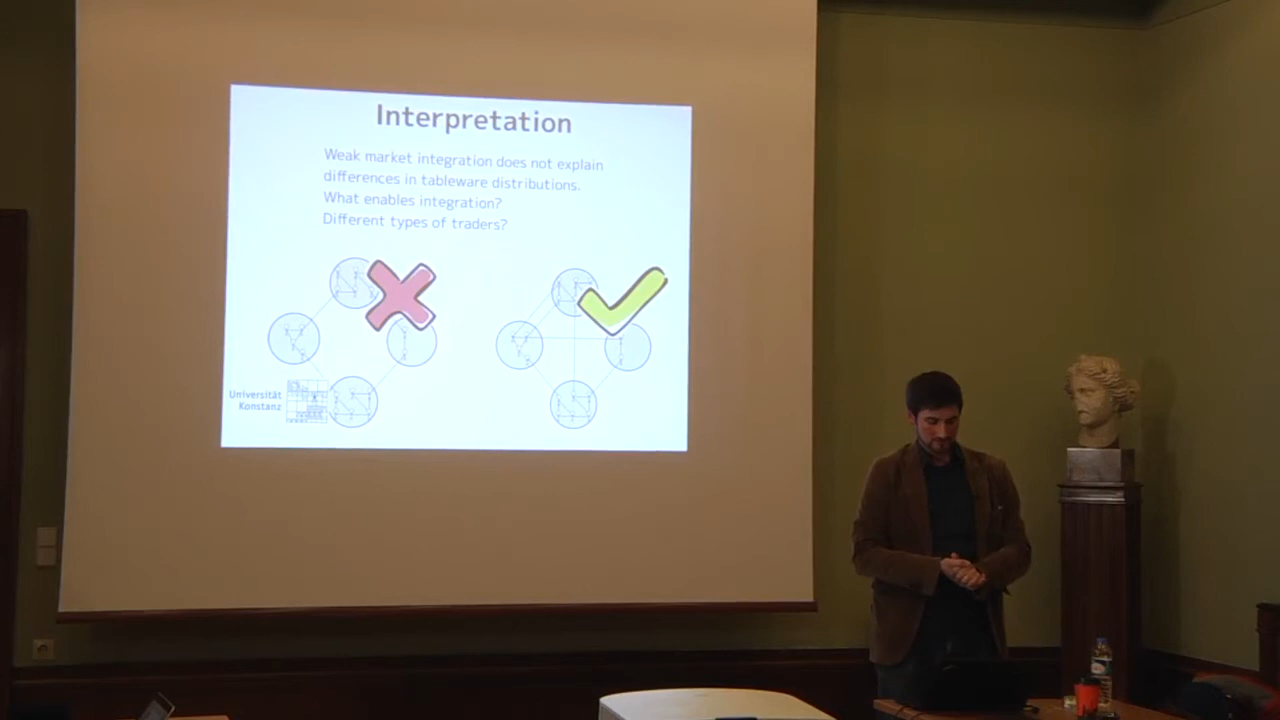 Interpretation
Weak market integration does not explain
differences in tableware distributions.
What enables integration?
Different types of traders?
Universität
Konstanz